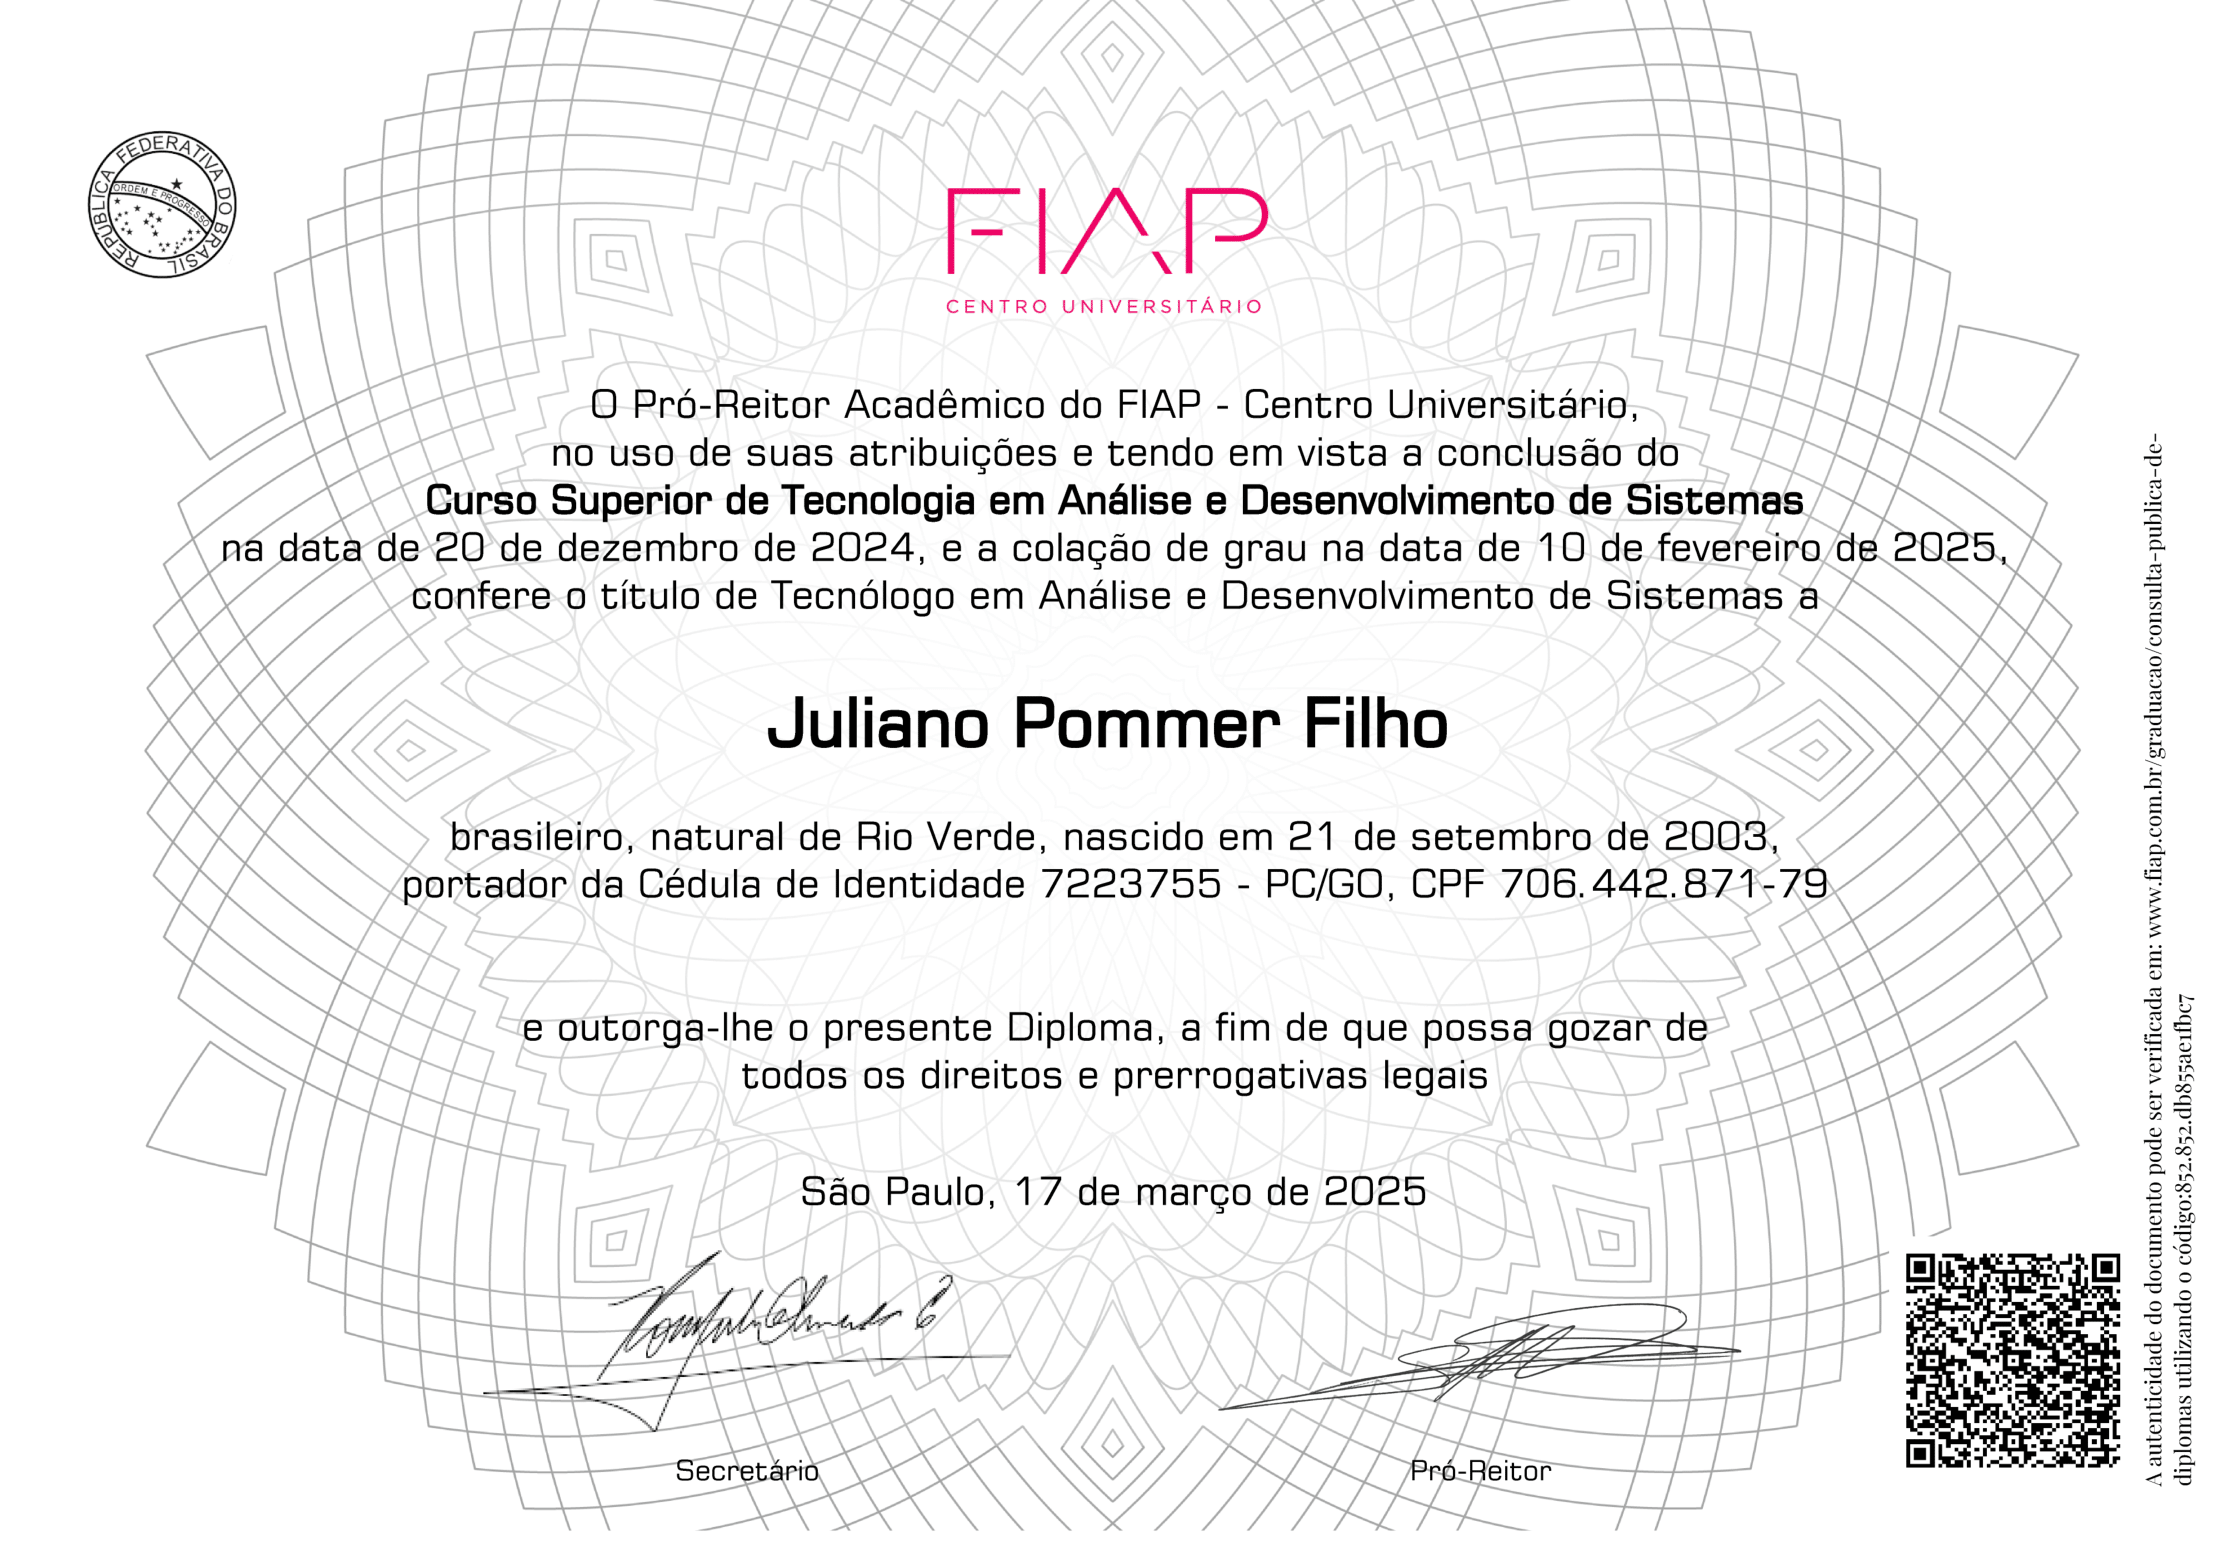 REPÚBLICA FEDERATIVA DO BRASIL
ORDEM E PROGRESSO
FIAP
CENTRO UNIVERSITÁRIO
O Pró-Reitor Acadêmico do FIAP - Centro Universitário,
no uso de suas atribuições e tendo em vista a conclusão do
Curso Superior de Tecnologia em Análise e Desenvolvimento de Sistemas
na data de 20 de dezembro de 2024, e a colação de grau na data de 10 de fevereiro de 2025,
confere o título de Tecnólogo em Análise e Desenvolvimento de Sistemas a
Juliano Pommer Filho
brasileiro, natural de Rio Verde, nascido em 21 de setembro de 2003,
portador da Cédula de Identidade 7223755 - PC/GO, CPF 706.442.871-79
e outorga-lhe o presente Diploma, a fim de que possa gozar de
todos os direitos e prerrogativas legais
São Paulo, 17 de março de 2025
Secretário
Pró-Reitor
A autenticidade do documento pode ser verificada em: www.fiap.com.br/graduacao/consulta-publica-de-
diplomas utilizando o código:852.852.db855ae1fbc7